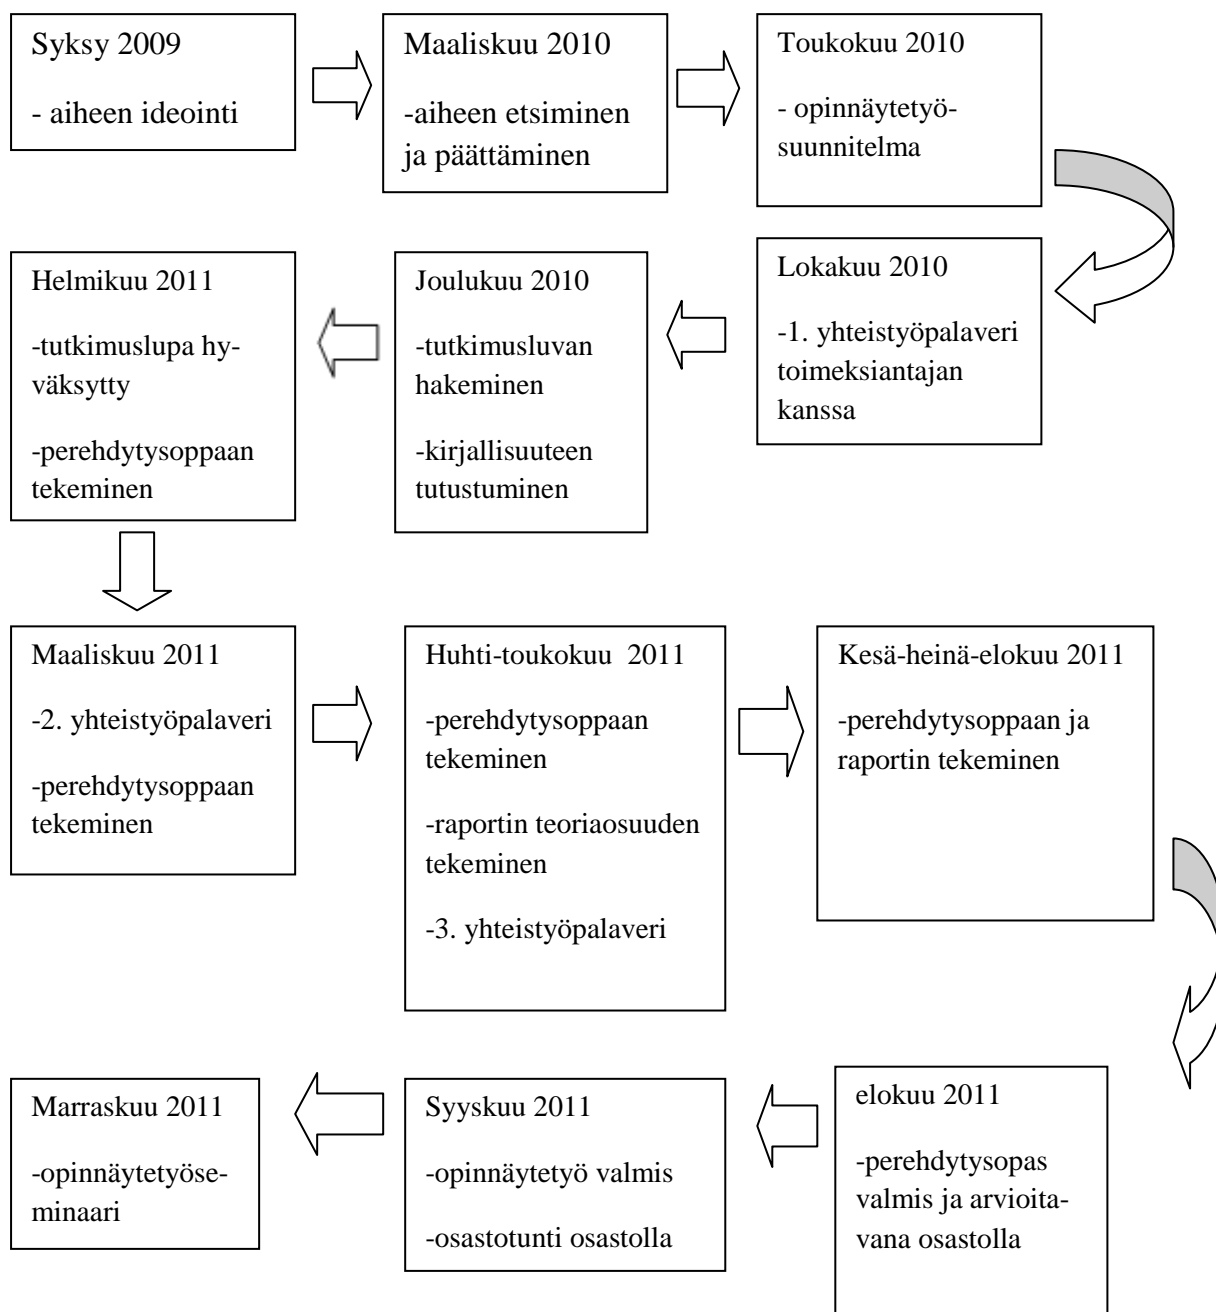 Syksy 2009
- aiheen ideointi
Maaliskuu 2010
-aiheen etsiminen
ja päättäminen
Toukokuu 2010
- opinnäytetyö-
suunnitelma
Lokakuu 2010
-1. yhteistyöpalaveri
toimeksiantajan
kanssa
Joulukuu 2010
-tutkimusluvan
hakeminen
-kirjallisuuteen
tutustuminen
Helmikuu 2011
-tutkimuslupa hy-
väksytty
-perehdytysoppaan
tekeminen
Maaliskuu 2011
-2. yhteistyöpalaveri
-perehdytysoppaan
tekeminen
Huhti-toukokuu 2011
-perehdytysoppaan
tekeminen
-raportin teoriaosuuden
tekeminen
-3. yhteistyöpalaveri
Kesä-heinä-elokuu 2011
-perehdytysoppaan ja
raportin tekeminen
elokuu 2011
-perehdytysopas
valmis ja arvioita-
vana osastolla
Syyskuu 2011
-opinnäytetyö valmis
-osastotunti osastolla
Marraskuu 2011
-opinnäytetyöse-
minaari